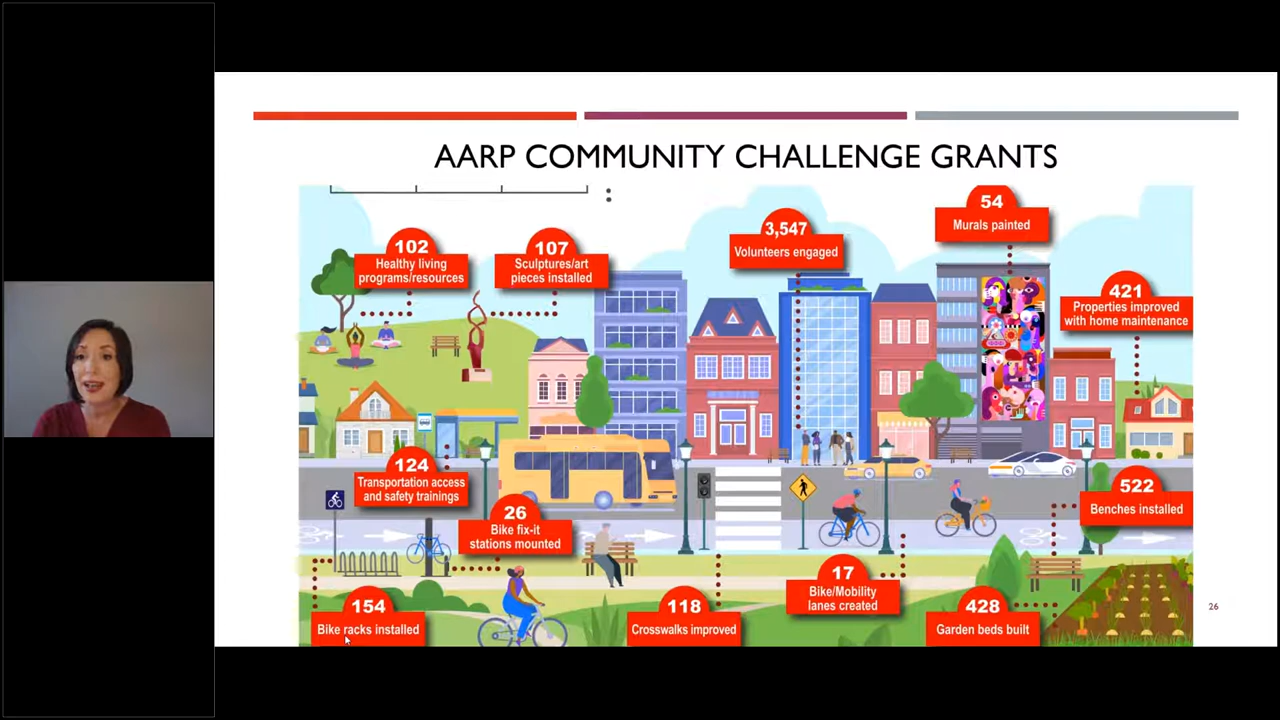 AARP COMMUNITY CHALLENGE GRANTS
:
54
Murals painted
3,547
Volunteers engaged
102
Healthy living
programs/resources
107
Sculptures/art
pieces installed
421
Properties improved
with home maintenance
124
Transportation access
and safety trainings
522
Benches installed
26
Bike fix-it
stations mounted
17
Bike/Mobility
lanes created
154
Bike racks installed
118
Crosswalks improved
428
Garden beds built
26